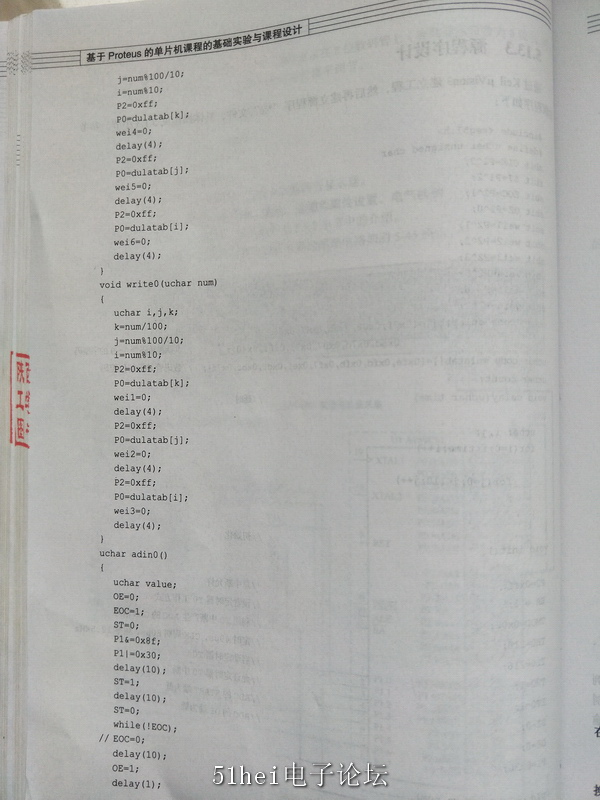 基于 Proteus 的单片机课程的基础实验与课程设计
j=num%100/10;
i=num%10;
P2=0xff;
P0=dulatab[k];
wei4=0;
delay(4);
P2=0xff;
P0=dulatab[j];
wei5=0;
delay(4);
P2=0xff;
P0=dulatab[i];
wei6=0;
delay(4);
}
void write0(uchar num)
{
uchar i,j,k;
k=num/100;
j=num%100/10;
i=num%10;
P2=0xff;
P0=dulatab[k];
wei1=0;
delay(4);
P2=0xff;
P0=dulatab[j];
wei2=0;
delay(4);
P2=0xff;
P0=dulatab[i];
wei3=0;
delay(4);
}
uchar adin0()
{
uchar value;
OE=0;
EOC=1;
ST=0;
P1&=0x8f;
P1|=0x30;
delay(10);
ST=1;
delay(10);
ST=0;
while(!EOC);
// EOC=0;
delay(10);
OE=1;
delay(1);
51hei电子论坛